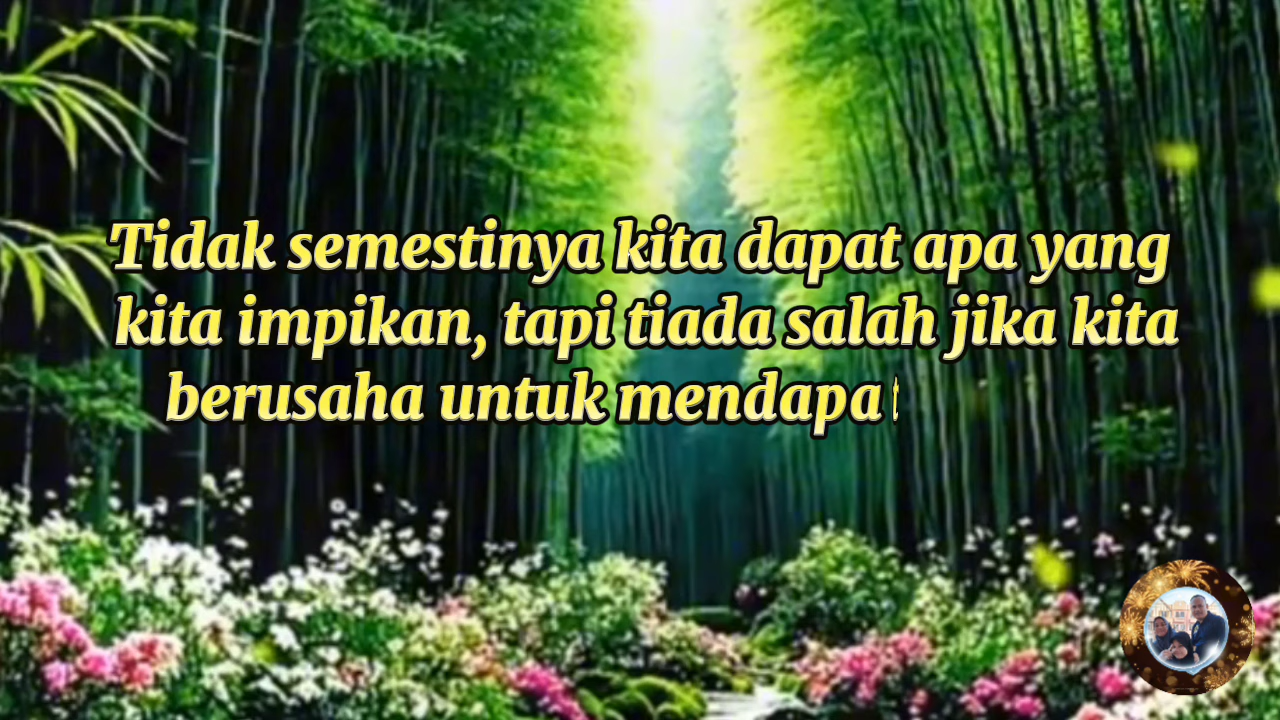 Tidak semestinya kita dapat apa yang
kita impikan, tapi tiada salah jika kita
berusaha untuk mendapat